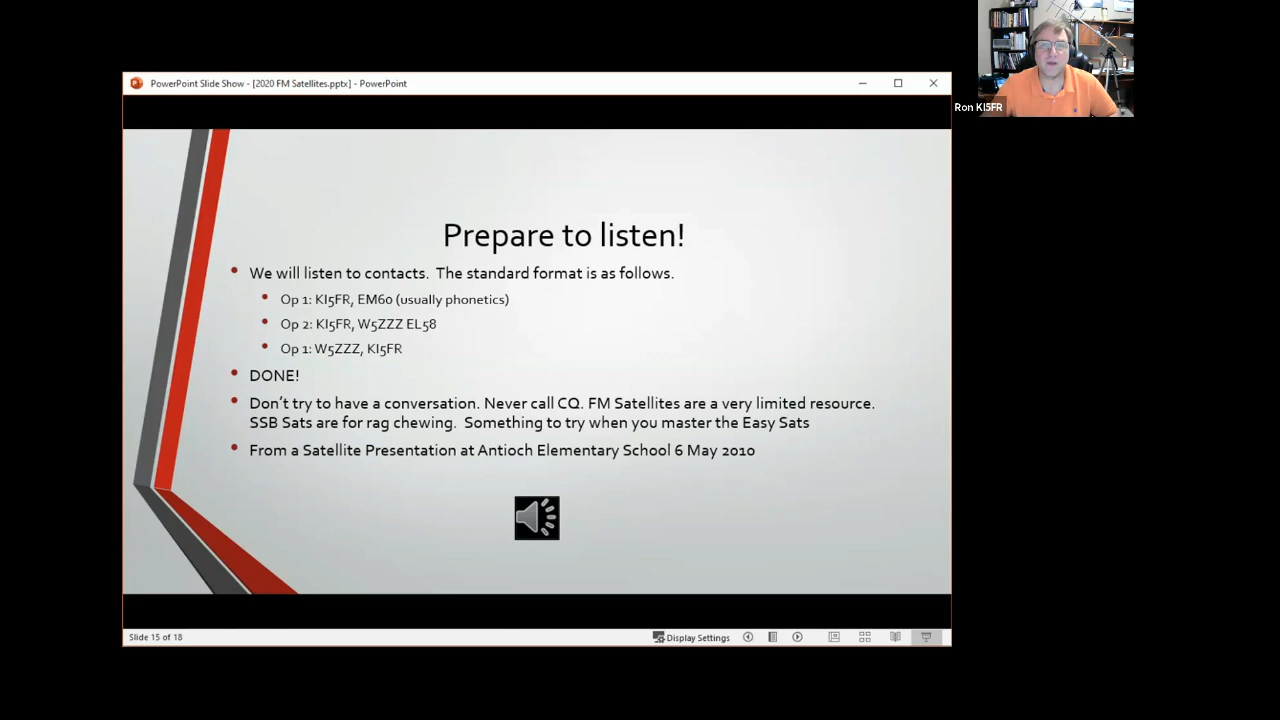 PowerPoint Slide Show - [2020 FM Satellites.pptx] - PowerPoint
Ron KI5FR
Prepare to listen!
• We will listen to contacts. The standard format is as follows.
• Op 1: KI5FR, EM60 (usually phonetics)
• Op 2: KI5FR, W5ZZZ EL58
• Op 1: W5ZZZ, KI5FR
• DONE!
• Don't try to have a conversation. Never call CQ. FM Satellites are a very limited resource.
SSB Sats are for rag chewing. Something to try when you master the Easy Sats
• From a Satellite Presentation at Antioch Elementary School 6 May 2010
Slide 15 of 18
Display Settings